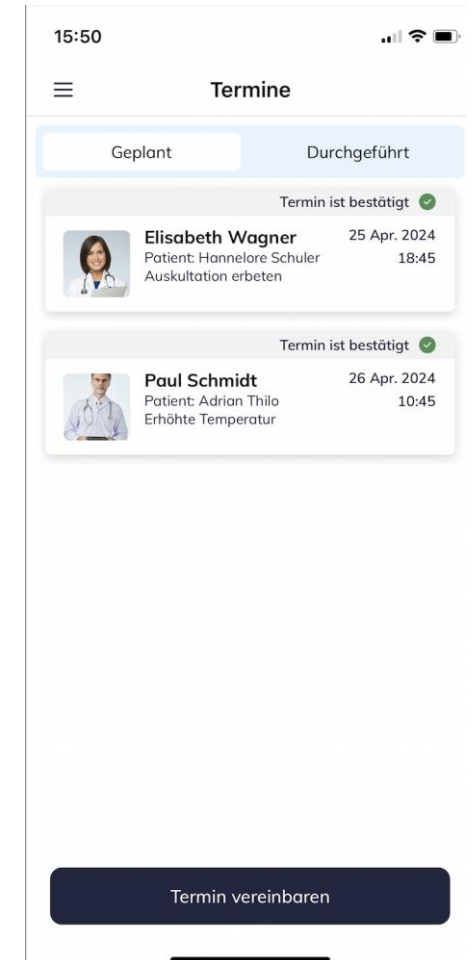 15:50
Termine
Geplant
Durchgeführt
Termin ist bestätigt
Elisabeth Wagner
25 Apr. 2024
Patient: Hannelore Schuler
18:45
Auskultation erbeten
Termin ist bestätigt
Paul Schmidt
26 Apr. 2024
Patient: Adrian Thilo
10:45
Erhöhte Temperatur
Termin vereinbaren